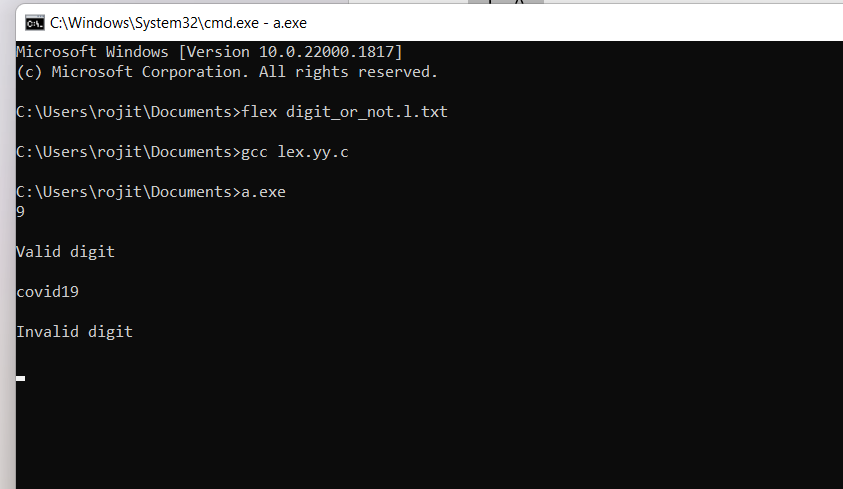 C:\Windows\System32\cmd.exe - a.exe
Microsoft Windows [Version 10.0.22000.1817]
(c) Microsoft Corporation. All rights reserved.
C:\Users\rojit\Documents>flex digit_or_not.l.txt
C:\Users\rojit\Documents>gcc lex.yy.c
C:\Users\rojit\Documents>a.exe
9
Valid digit
covid19
Invalid digit